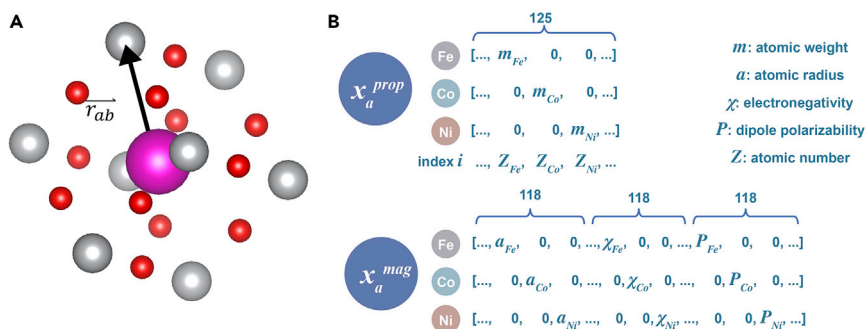 A
r_ab
B
125
x_a^prop
Fe [..., m_Fe, 0, 0, ...]
Co [..., 0, m_Co, 0, ...]
Ni [..., 0, 0, m_Ni, ...]
index i ..., Z_Fe, Z_Co, Z_Ni, ...
m: atomic weight
a: atomic radius
χ: electronegativity
P: dipole polarizability
Z: atomic number
118 118 118
x_a^mag
Fe [..., a_Fe, 0, 0, ..., χ_Fe, 0, 0, ..., P_Fe, 0, 0, ...]
Co [..., 0, a_Co, 0, ..., 0, χ_Co, 0, ..., 0, P_Co, 0, ...]
Ni [..., 0, 0, a_Ni, ..., 0, 0, χ_Ni, ..., 0, 0, P_Ni, ...]